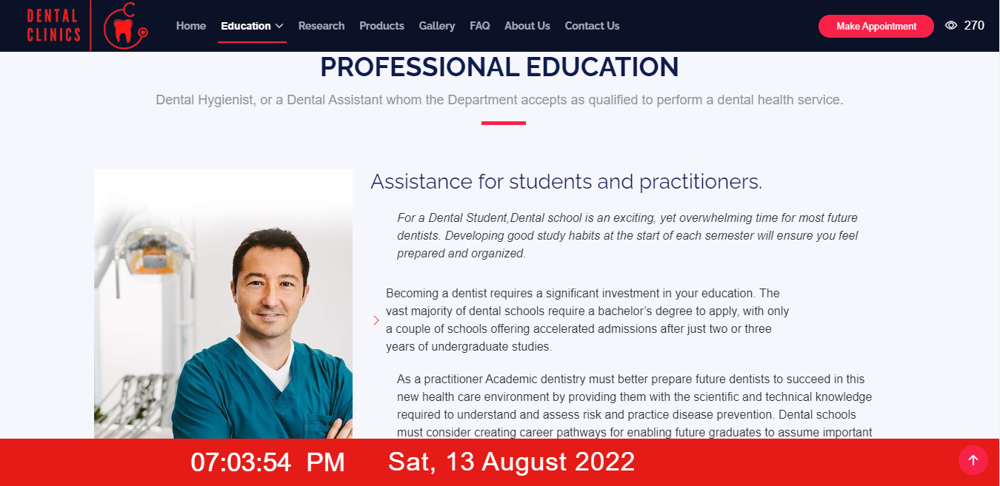 DENTAL
CLINICS
Home Education Research Products Gallery FAQ About Us Contact Us Make Appointment 270
PROFESSIONAL EDUCATION
Dental Hygienist, or a Dental Assistant whom the Department accepts as qualified to perform a dental health service.
Assistance for students and practitioners.
For a Dental Student,Dental school is an exciting, yet overwhelming time for most future
dentists. Developing good study habits at the start of each semester will ensure you feel
prepared and organized.
Becoming a dentist requires a significant investment in your education. The
vast majority of dental schools require a bachelor’s degree to apply, with only
a couple of schools offering accelerated admissions after just two or three
years of undergraduate studies.
As a practitioner Academic dentistry must better prepare future dentists to succeed in this
new health care environment by providing them with the scientific and technical knowledge
required to understand and assess risk and practice disease prevention. Dental schools
must consider creating career pathways for enabling future graduates to assume important
07:03:54 PM Sat, 13 August 2022